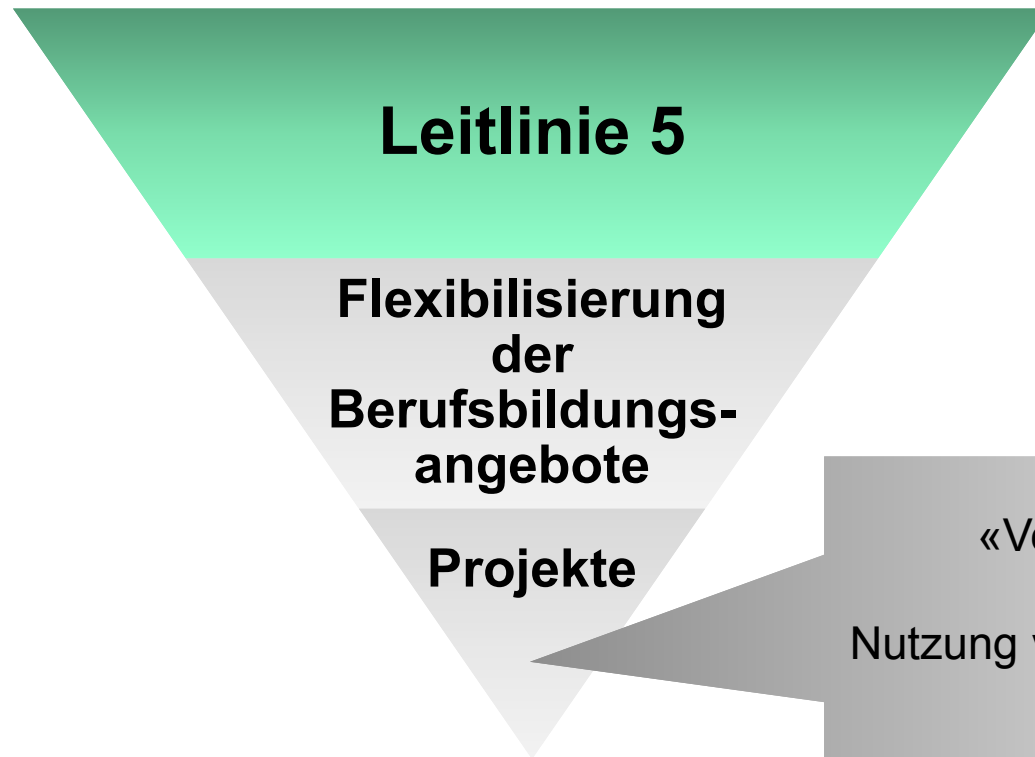 Leitlinie 5
Flexibilisierung
der
Berufsbildungs-
angebote
Projekte
Nutzung